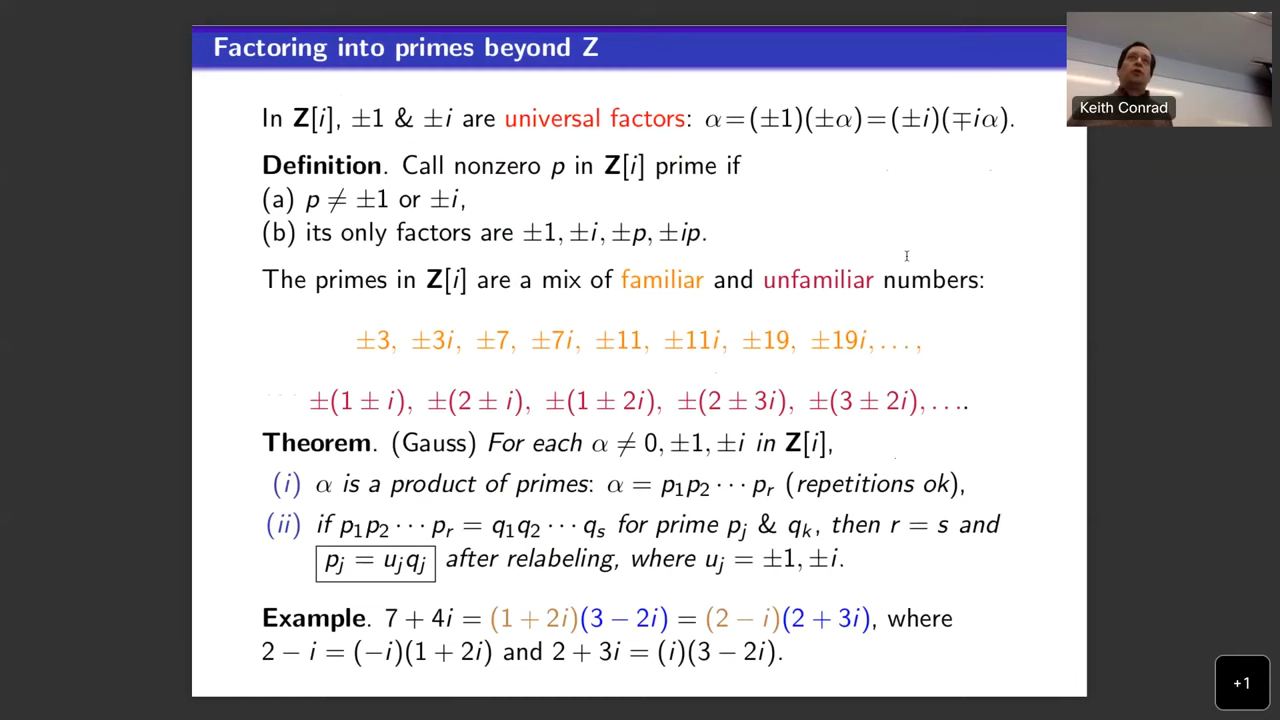 Factoring into primes beyond Z
Keith Conrad
In Z[i], ±1 & ±i are universal factors: α=(±1)(±α)=(±i)(∓iα).
Definition. Call nonzero p in Z[i] prime if
(a) p ≠ ±1 or ±i,
(b) its only factors are ±1, ±i, ±p, ±ip.
The primes in Z[i] are a mix of familiar and unfamiliar numbers:
±3, ±3i, ±7, ±7i, ±11, ±11i, ±19, ±19i, . . . ,
±(1 ± i), ±(2 ± i), ±(1 ± 2i), ±(2 ± 3i), ±(3 ± 2i), . . . .
Theorem. (Gauss) For each α ≠ 0, ±1, ±i in Z[i],
(i) α is a product of primes: α = p₁p₂ · · · pᵣ (repetitions ok),
(ii) if p₁p₂ · · · pᵣ = q₁q₂ · · · qₛ for prime pⱼ & qₖ, then r = s and
pⱼ = uⱼqⱼ after relabeling, where uⱼ = ±1, ±i.
Example. 7 + 4i = (1 + 2i)(3 − 2i) = (2 − i)(2 + 3i), where
2 − i = (−i)(1 + 2i) and 2 + 3i = (i)(3 − 2i).
+1